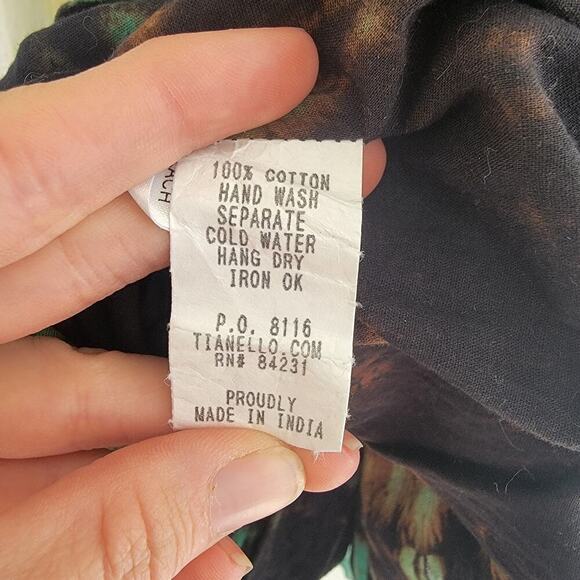 100% COTTON
HAND WASH
SEPARATE
COLD WATER
HANG DRY
IRON OK
P.O. 8116
TIANELLO.COM
RN# 84231
PROUDLY
MADE IN INDIA